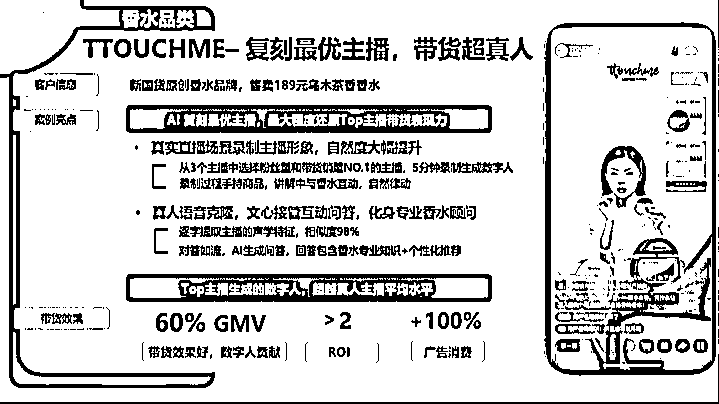 香水品类
TTOUCHME– 复刻最优主播，带货超真人
客户信息
新国货原创香水品牌，售卖189元乌木茶香香水
案例亮点
AI 复刻最优主播，最大程度还原Top主播带货表现力
• 真实直播场景录制主播形象，自然度大幅提升
从3个主播中选择粉丝量和带货销量NO.1的主播，5分钟录制生成数字人
录制过程手持商品，讲解中与香水互动，自然律动
• 真人语音克隆，文心接管互动问答，化身专业香水顾问
逐字提取主播的声学特征，相似度98%
对答如流，AI生成问答，回答包含香水专业知识+个性化推荐
Top主播生成的数字人，超越真人主播平均水平
带货效果
60% GMV
>2
+100%
带货效果好，数字人贡献
ROI
广告消费
ttouchme